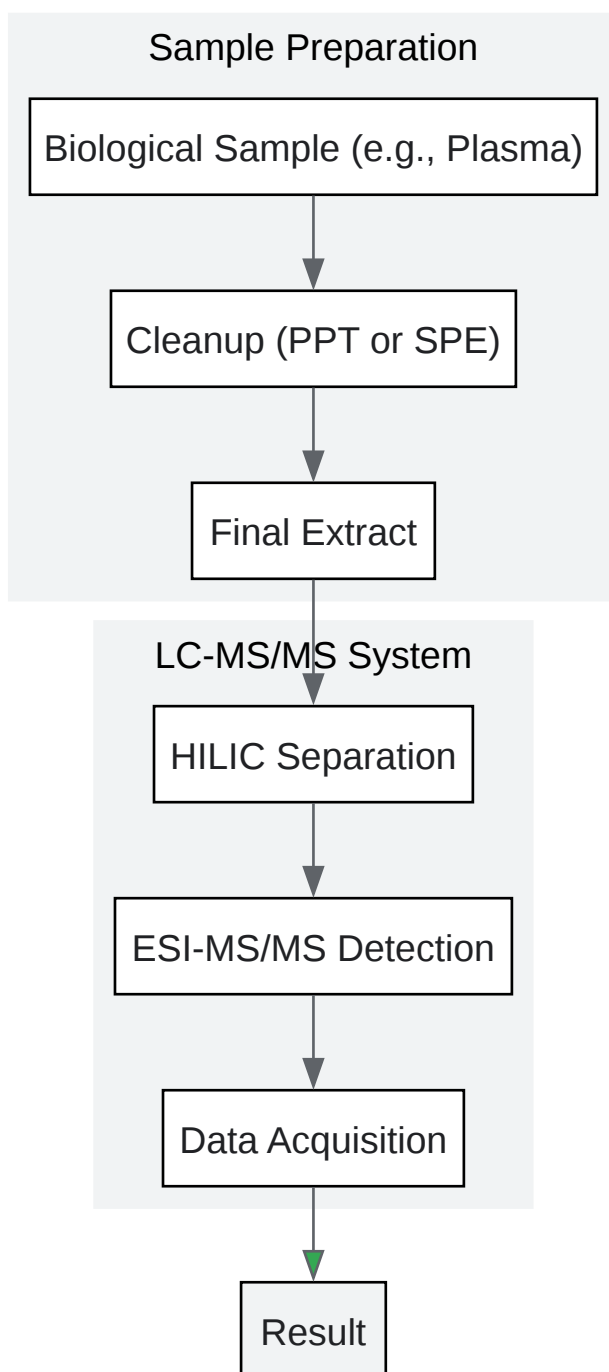 Sample Preparation
Biological Sample (e.g., Plasma)
Cleanup (PPT or SPE)
Final Extract
LC-MS/MS System
HILIC Separation
ESI-MS/MS Detection
Data Acquisition
Result